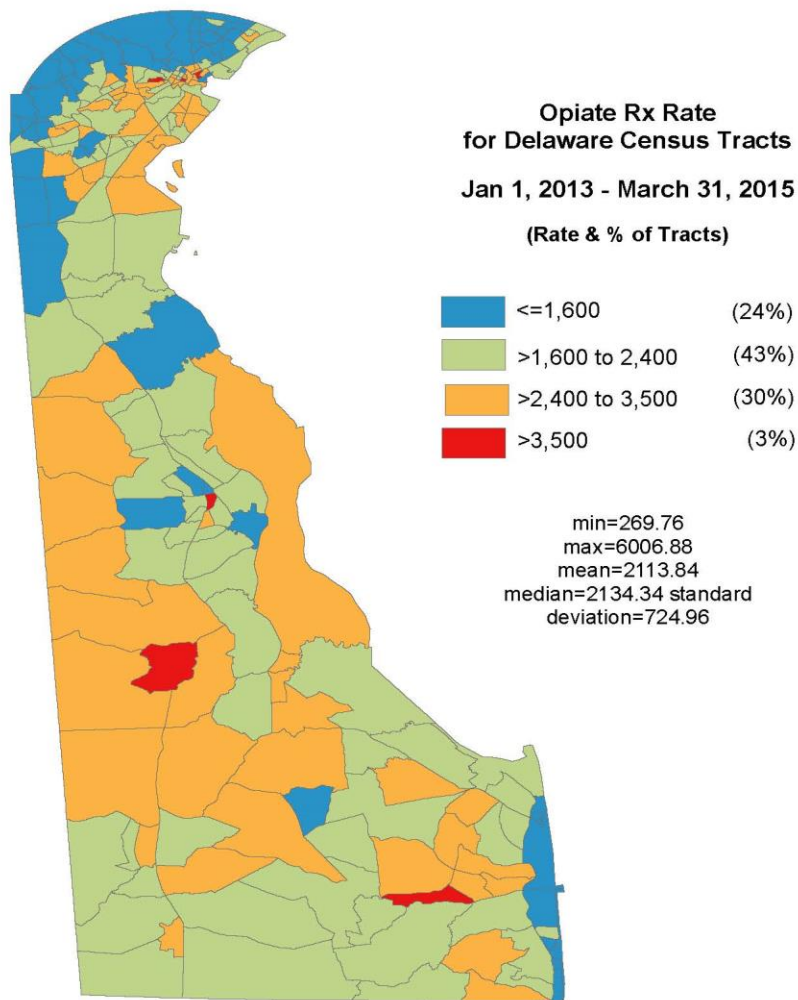 Opiate Rx Rate
for Delaware Census Tracts
Jan 1, 2013 - March 31, 2015
(Rate & % of Tracts)
<=1,600 (24%)
>1,600 to 2,400 (43%)
>2,400 to 3,500 (30%)
>3,500 (3%)
min=269.76
max=6006.88
mean=2113.84
median=2134.34 standard
deviation=724.96